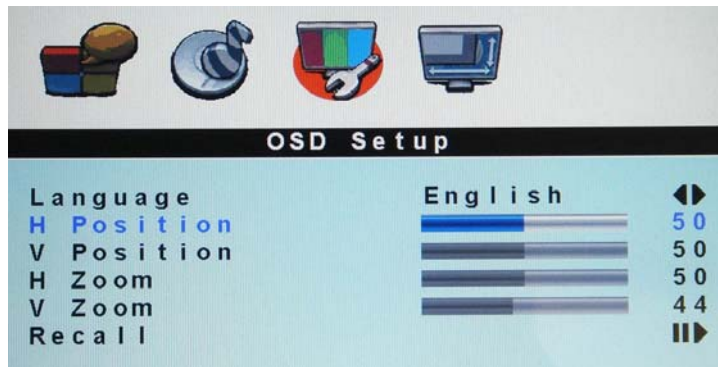 OSD Setup
Language English
H Position 50
V Position 50
H Zoom 50
V Zoom 44
Recall